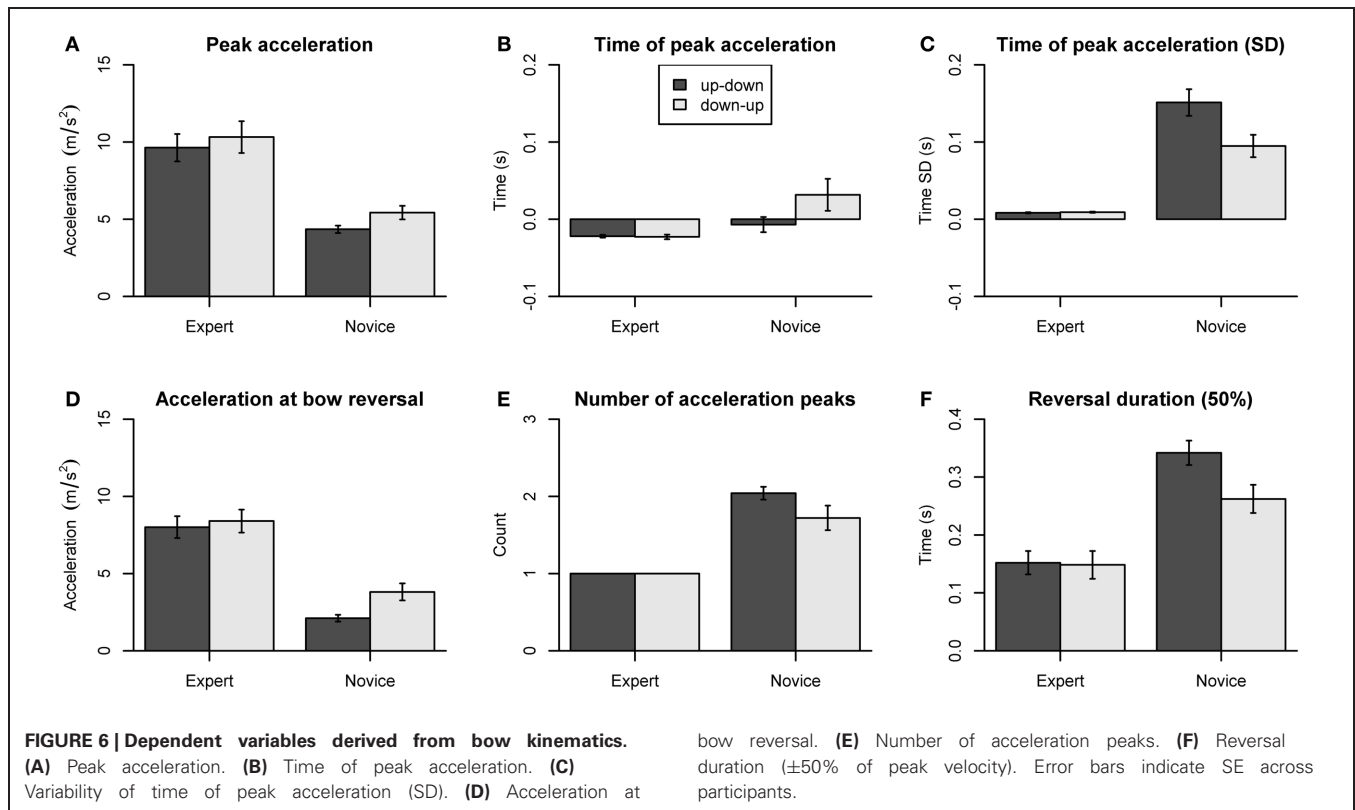 A Peak acceleration
Acceleration (m/s²)
15
10
5
0
Expert Novice
B Time of peak acceleration
Time (s)
0.2
0.1
0.0
-0.1
up-down
down-up
Expert Novice
C Time of peak acceleration (SD)
Time SD (s)
0.2
0.1
0.0
-0.1
Expert Novice
D Acceleration at bow reversal
Acceleration (m/s²)
15
10
5
0
Expert Novice
E Number of acceleration peaks
Count
3
2
1
0
Expert Novice
F Reversal duration (50%)
Time (s)
0.4
0.3
0.2
0.1
0.0
Expert Novice
FIGURE 6 | Dependent variables derived from bow kinematics.
(A) Peak acceleration. (B) Time of peak acceleration. (C)
Variability of time of peak acceleration (SD). (D) Acceleration at
bow reversal. (E) Number of acceleration peaks. (F) Reversal
duration (±50% of peak velocity). Error bars indicate SE across
participants.